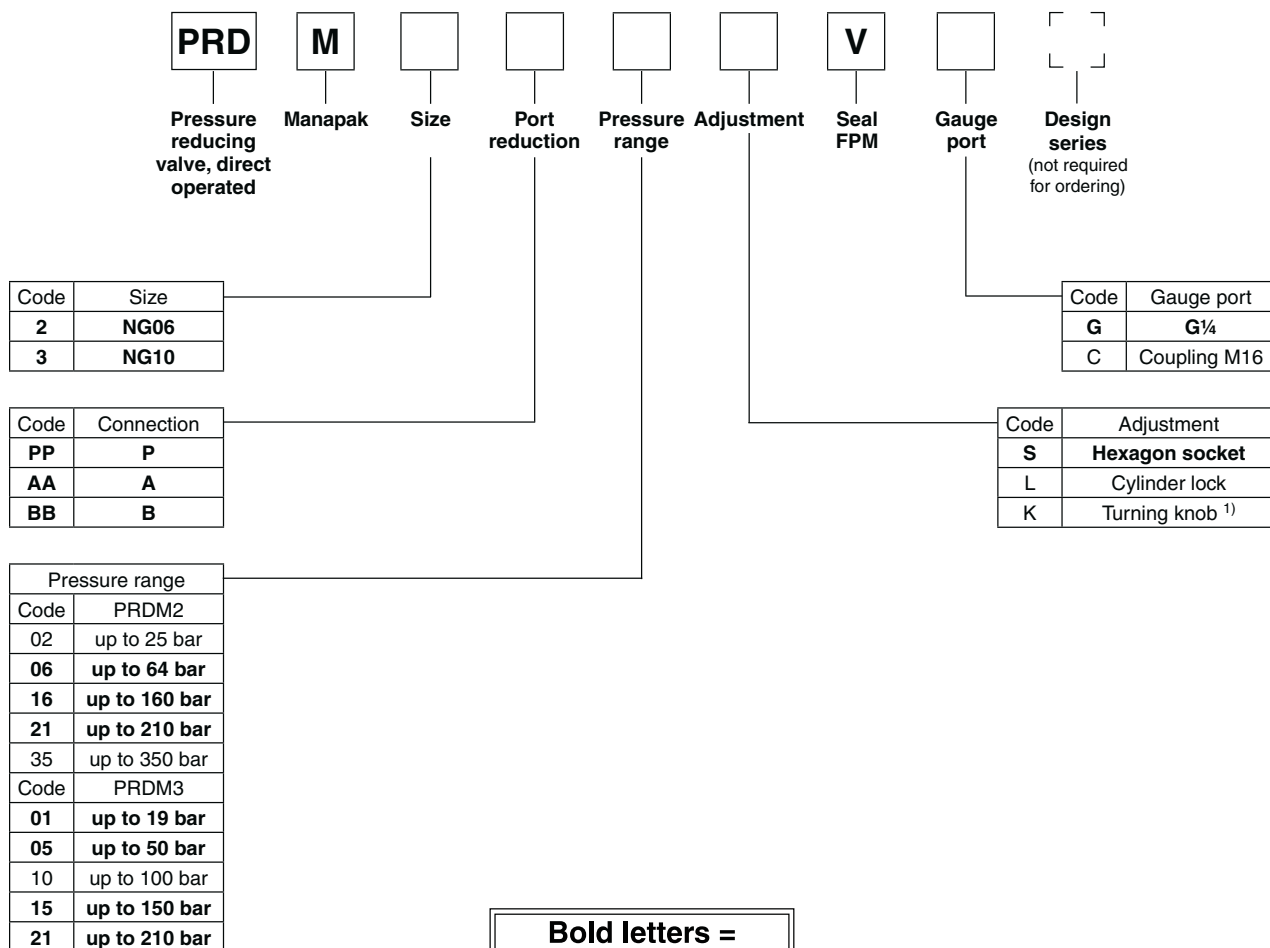 PRD M V
Pressure
reducing
valve, direct
operated
Manapak
Size
Port
reduction
Pressure
range
Adjustment
Seal
FPM
Gauge
port
Design
series
(not required
for ordering)
Code Size
2 NG06
3 NG10
Code Gauge port
G G¼
C Coupling M16
Code Connection
PP P
AA A
BB B
Code Adjustment
S Hexagon socket
L Cylinder lock
K Turning knob 1)
Pressure range
Code PRDM2
02 up to 25 bar
06 up to 64 bar
16 up to 160 bar
21 up to 210 bar
35 up to 350 bar
Code PRDM3
01 up to 19 bar
05 up to 50 bar
10 up to 100 bar
15 up to 150 bar
21 up to 210 bar
Bold letters =